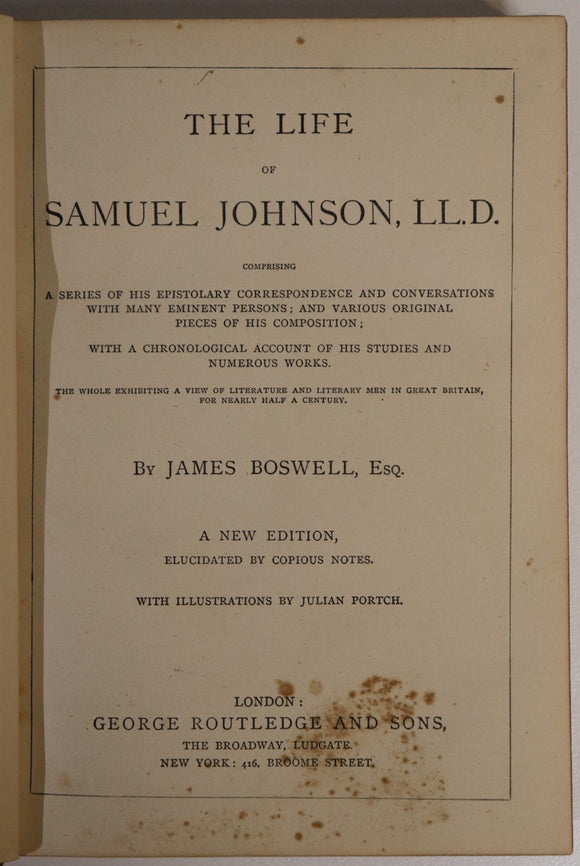 THE LIFE
OF
SAMUEL JOHNSON, LL.D.
COMPRISING
A SERIES OF HIS EPISTOLARY CORRESPONDENCE AND CONVERSATIONS
WITH MANY EMINENT PERSONS; AND VARIOUS ORIGINAL
PIECES OF HIS COMPOSITION;
WITH A CHRONOLOGICAL ACCOUNT OF HIS STUDIES AND
NUMEROUS WORKS.
THE WHOLE EXHIBITING A VIEW OF LITERATURE AND LITERARY MEN IN GREAT BRITAIN,
FOR NEARLY HALF A CENTURY.
BY JAMES BOSWELL, ESQ.
A NEW EDITION,
ELUCIDATED BY COPIOUS NOTES.
WITH ILLUSTRATIONS BY JULIAN PORTCH.
LONDON:
GEORGE ROUTLEDGE AND SONS,
THE BROADWAY, LUDGATE.
NEW YORK: 416, BROOME STREET.